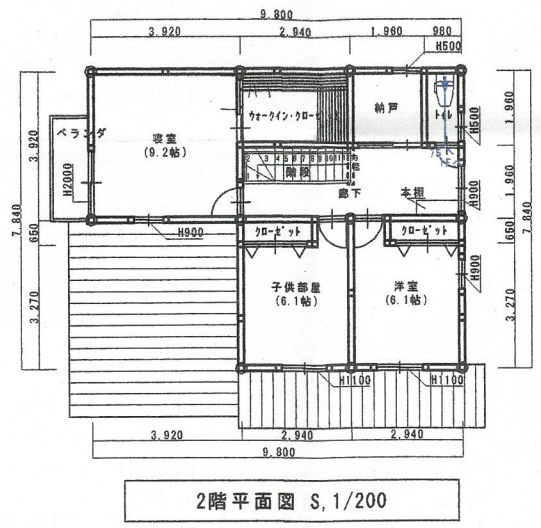 9.800
3.920 2.940 1.960 980
H500
ベランダ
寝室
(9.2帖)
ウォークイン・クローゼット
納戸
トイレ
H500
3.920
7.840
650
3.270
H2000
1.960
1.960
650
3.270
7.840
階段
廊下
本棚
H900
H900
クローゼット
クローゼット
H900
子供部屋
(6.1帖)
洋室
(6.1帖)
H1100
H1100
3.920 2.940 2.940
9.800
2階平面図 S,1/200